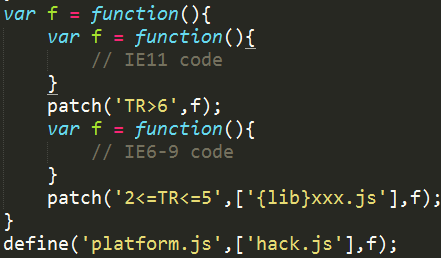 var f = function(){
    var f = function(){
        // IE11 code
    }
    patch('TR>6',f);
    var f = function(){
        // IE6-9 code
    }
    patch('2<=TR<=5',['{lib}xxx.js'],f);
}
define('platform.js',['hack.js'],f);